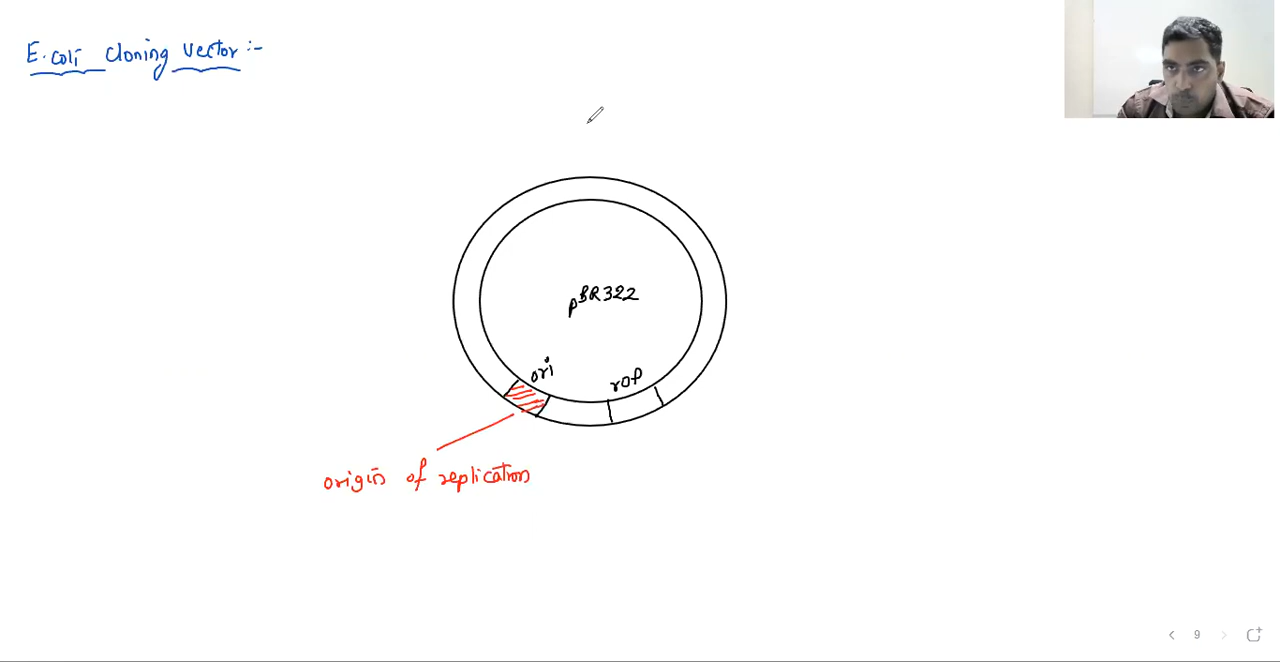 E.coli cloning vector :-
pBR322
ori
rop
origin of replication
9